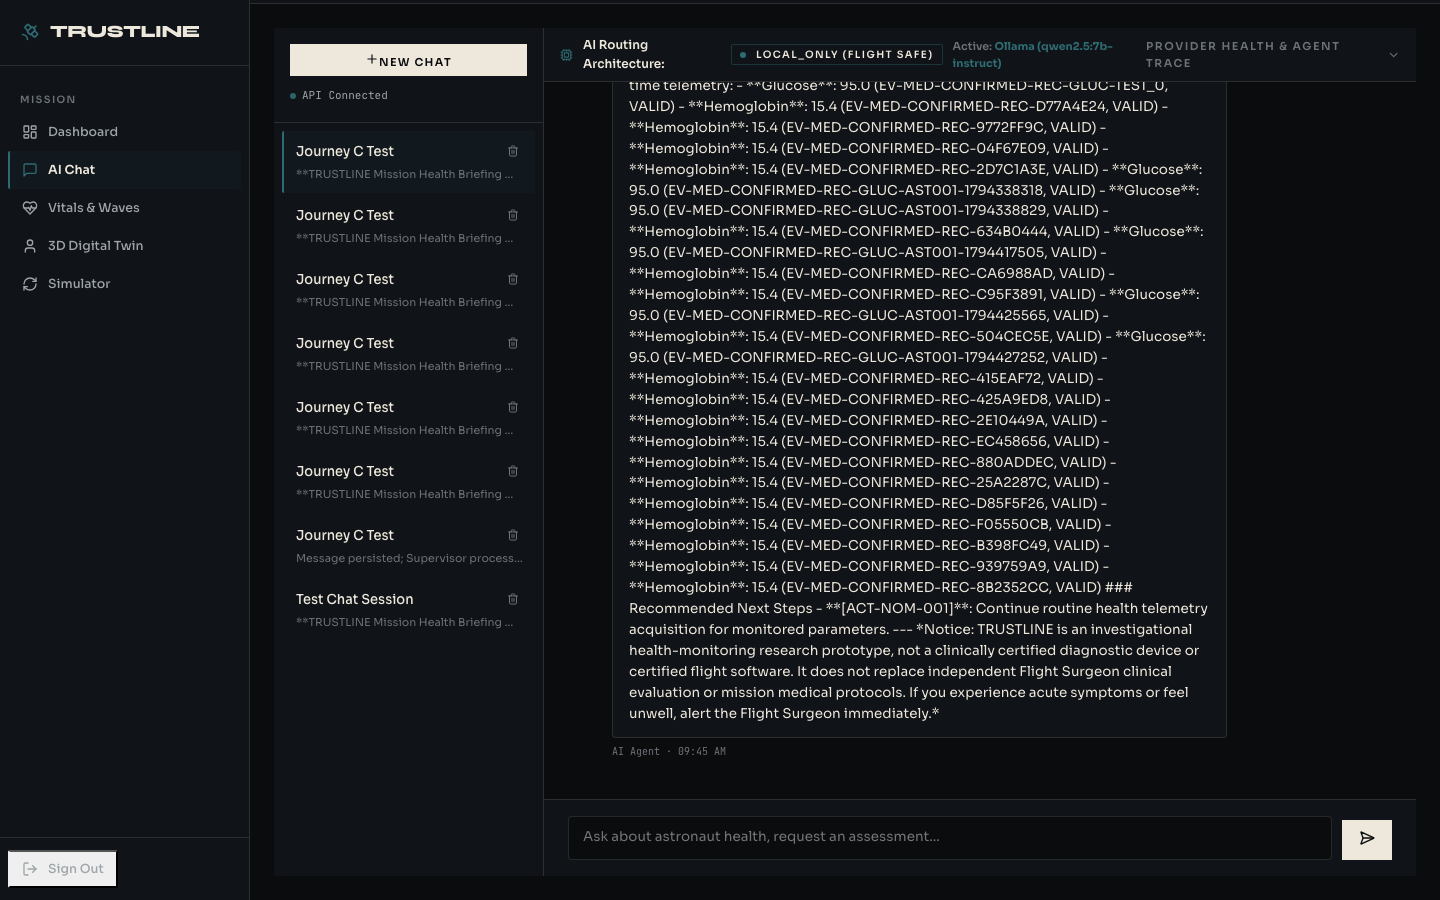 TRUSTLINE
MISSION
Dashboard
AI Chat
Vitals & Waves
3D Digital Twin
Simulator
Sign Out
+NEW CHAT
API Connected
Journey C Test
**TRUSTLINE Mission Health Briefing ...
Journey C Test
**TRUSTLINE Mission Health Briefing ...
Journey C Test
**TRUSTLINE Mission Health Briefing ...
Journey C Test
**TRUSTLINE Mission Health Briefing ...
Journey C Test
**TRUSTLINE Mission Health Briefing ...
Journey C Test
**TRUSTLINE Mission Health Briefing ...
Journey C Test
Message persisted; Supervisor process...
Test Chat Session
**TRUSTLINE Mission Health Briefing ...
AI Routing
Architecture:
LOCAL_ONLY (FLIGHT SAFE)
Active: Ollama (qwen2.5:7b-
instruct)
PROVIDER HEALTH & AGENT
TRACE
time telemetry: - **Glucose**: 95.0 (EV-MED-CONFIRMED-REC-GLUC-TEST_0,
VALID) - **Hemoglobin**: 15.4 (EV-MED-CONFIRMED-REC-D77A4E24, VALID) -
**Hemoglobin**: 15.4 (EV-MED-CONFIRMED-REC-9772FF9C, VALID) -
**Hemoglobin**: 15.4 (EV-MED-CONFIRMED-REC-04F67E09, VALID) -
**Hemoglobin**: 15.4 (EV-MED-CONFIRMED-REC-2D7C1A3E, VALID) - **Glucose**:
95.0 (EV-MED-CONFIRMED-REC-GLUC-AST001-1794338318, VALID) - **Glucose**:
95.0 (EV-MED-CONFIRMED-REC-GLUC-AST001-1794338829, VALID) -
**Hemoglobin**: 15.4 (EV-MED-CONFIRMED-REC-634B0444, VALID) - **Glucose**:
95.0 (EV-MED-CONFIRMED-REC-GLUC-AST001-1794417505, VALID) -
**Hemoglobin**: 15.4 (EV-MED-CONFIRMED-REC-CA6988AD, VALID) -
**Hemoglobin**: 15.4 (EV-MED-CONFIRMED-REC-C95F3891, VALID) - **Glucose**:
95.0 (EV-MED-CONFIRMED-REC-GLUC-AST001-1794425565, VALID) -
**Hemoglobin**: 15.4 (EV-MED-CONFIRMED-REC-504CEC5E, VALID) - **Glucose**:
95.0 (EV-MED-CONFIRMED-REC-GLUC-AST001-1794427252, VALID) -
**Hemoglobin**: 15.4 (EV-MED-CONFIRMED-REC-415EAF72, VALID) -
**Hemoglobin**: 15.4 (EV-MED-CONFIRMED-REC-425A9ED8, VALID) -
**Hemoglobin**: 15.4 (EV-MED-CONFIRMED-REC-2E10449A, VALID) -
**Hemoglobin**: 15.4 (EV-MED-CONFIRMED-REC-EC458656, VALID) -
**Hemoglobin**: 15.4 (EV-MED-CONFIRMED-REC-880ADDEC, VALID) -
**Hemoglobin**: 15.4 (EV-MED-CONFIRMED-REC-25A2287C, VALID) -
**Hemoglobin**: 15.4 (EV-MED-CONFIRMED-REC-D85F5F26, VALID) -
**Hemoglobin**: 15.4 (EV-MED-CONFIRMED-REC-F05550CB, VALID) -
**Hemoglobin**: 15.4 (EV-MED-CONFIRMED-REC-B398FC49, VALID) -
**Hemoglobin**: 15.4 (EV-MED-CONFIRMED-REC-939759A9, VALID) -
**Hemoglobin**: 15.4 (EV-MED-CONFIRMED-REC-8B2352CC, VALID) ###
Recommended Next Steps - **[ACT-NOM-001]**: Continue routine health telemetry
acquisition for monitored parameters. --- *Notice: TRUSTLINE is an investigational
health-monitoring research prototype, not a clinically certified diagnostic device or
certified flight software. It does not replace independent Flight Surgeon clinical
evaluation or mission medical protocols. If you experience acute symptoms or feel
unwell, alert the Flight Surgeon immediately.*
AI Agent · 09:45 AM
Ask about astronaut health, request an assessment...